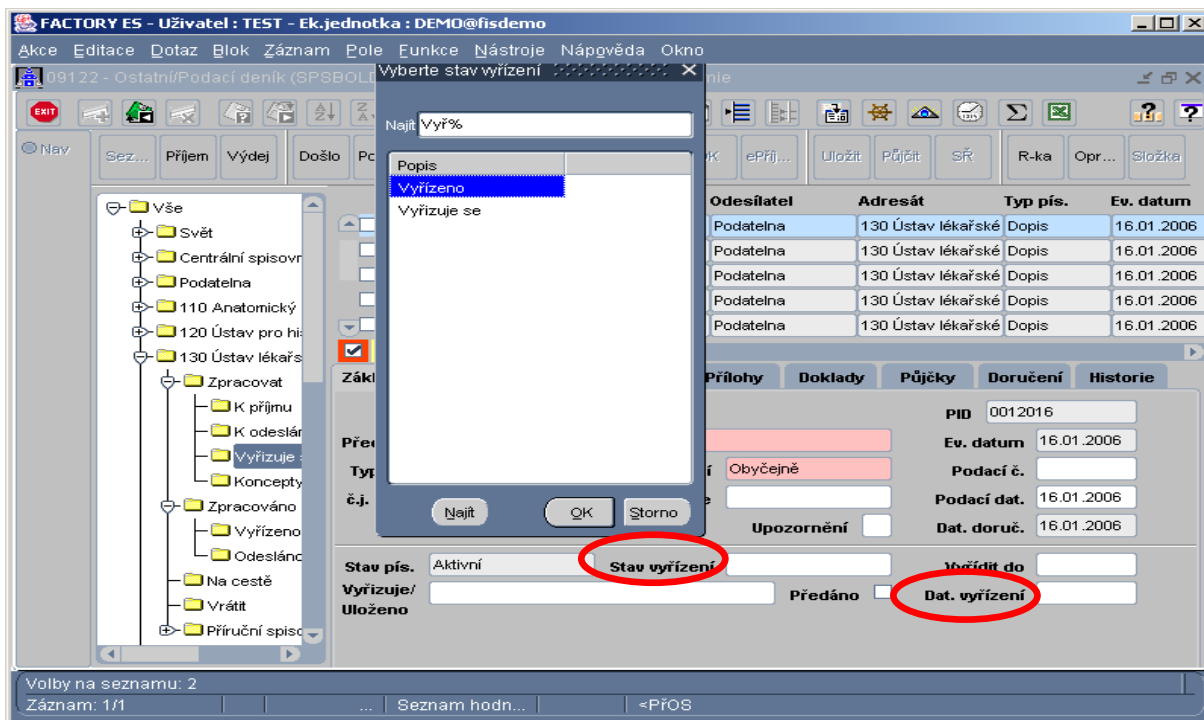 FACTORY ES - Uživatel : TEST - Ek.jednotka : DEMO@fisdemo
Akce Editace Dotaz Blok Záznam Pole Funkce Nástroje Nápověda Okno
09122 - Ostatní/Podací deník (SPSBOLD
nie
Vyberte stav vyřízení
EXIT
Najít Vyř%
Nav
Sez... Příjem Výdej Došlo
ePříj... Uložit Půjčit SŘ R-ka Opr... Složka
Popis
Vyřízeno
Vyřizuje se
Najít OK Storno
Vše
Svět
Centrální spisovn
Podatelna
110 Anatomický
120 Ústav pro his
130 Ústav lékařs
Zpracovat
K příjmu
K odeslán
Vyřizuje s
Koncepty
Zpracováno
Vyřízeno
Odesláno
Na cestě
Vrátit
Příruční spiso
Odesílatel Adresát Typ pís. Ev. datum
Podatelna 130 Ústav lékařské Dopis 16.01.2006
Podatelna 130 Ústav lékařské Dopis 16.01.2006
Podatelna 130 Ústav lékařské Dopis 16.01.2006
Podatelna 130 Ústav lékařské Dopis 16.01.2006
Podatelna 130 Ústav lékařské Dopis 16.01.2006
Zákl Přílohy Doklady Půjčky Doručení Historie
PID 0012016
Před Ev. datum 16.01.2006
Typ Obyčejně Podací č.
č.j. Podací dat. 16.01.2006
Upozornění Dat. doruč. 16.01.2006
Stav pís. Aktivní Stav vyřízení Vyřídit do
Vyřizuje/
Uloženo Předáno Dat. vyřízení
Volby na seznamu: 2
Záznam: 1/1 ... Seznam hodn... <PřOS